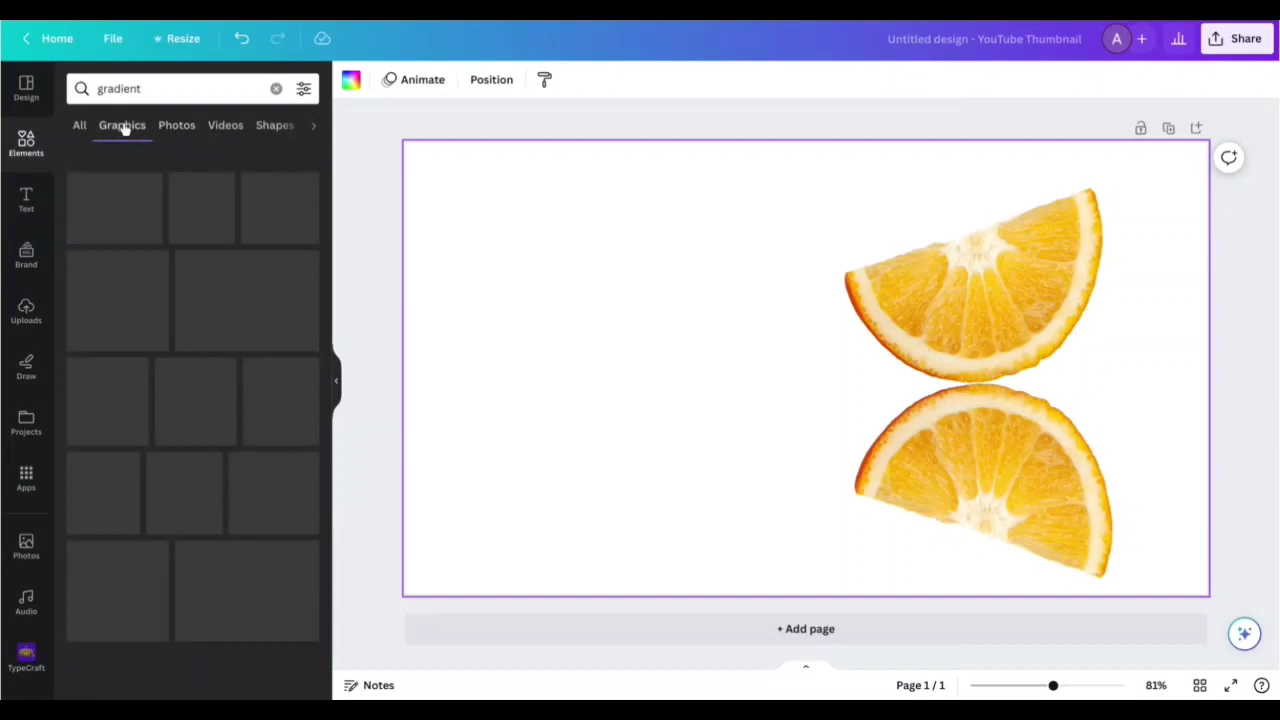 Home File Resize Untitled design - YouTube Thumbnail A + Share
Design
gradient
Animate Position
All Graphics Photos Videos Shapes
Elements
Text
Brand
Uploads
Draw
Projects
Apps
Photos
Audio
TypeCraft
+ Add page
Notes Page 1 / 1 81%